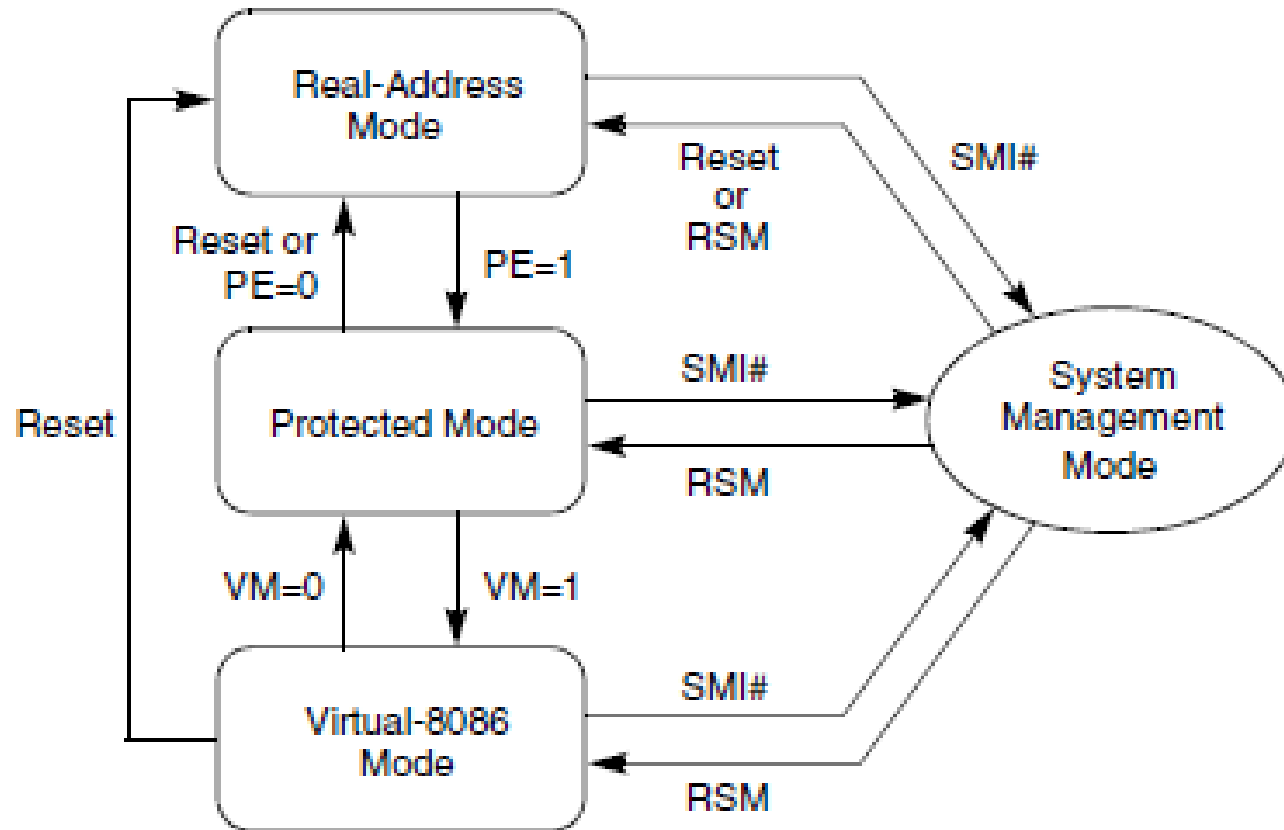 Real-Address
Mode
Reset
or
RSM
SMI#
Reset or
PE=0
PE=1
SMI#
System
Management
Mode
Reset
Protected Mode
RSM
VM=0
VM=1
SMI#
Virtual-8086
Mode
RSM